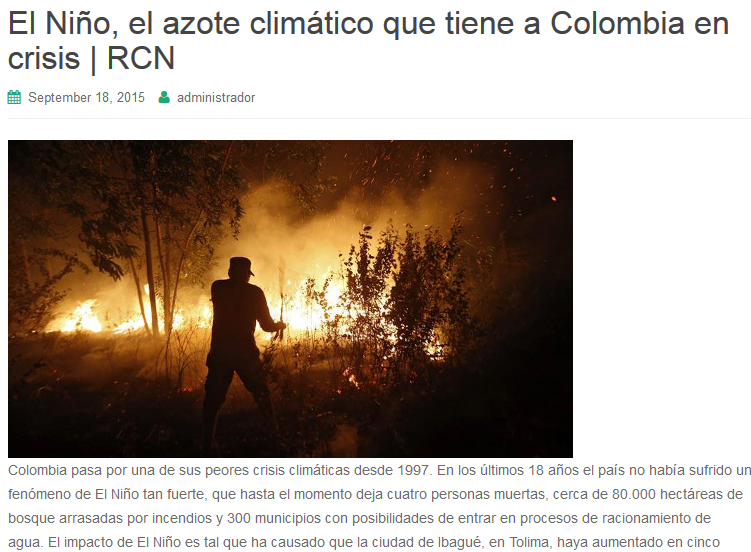 El Niño, el azote climático que tiene a Colombia en
crisis | RCN
September 18, 2015 administrador
Colombia pasa por una de sus peores crisis climáticas desde 1997. En los últimos 18 años el país no había sufrido un
fenómeno de El Niño tan fuerte, que hasta el momento deja cuatro personas muertas, cerca de 80.000 hectáreas de
bosque arrasadas por incendios y 300 municipios con posibilidades de entrar en procesos de racionamiento de
agua. El impacto de El Niño es tal que ha causado que la ciudad de Ibagué, en Tolima, haya aumentado en cinco